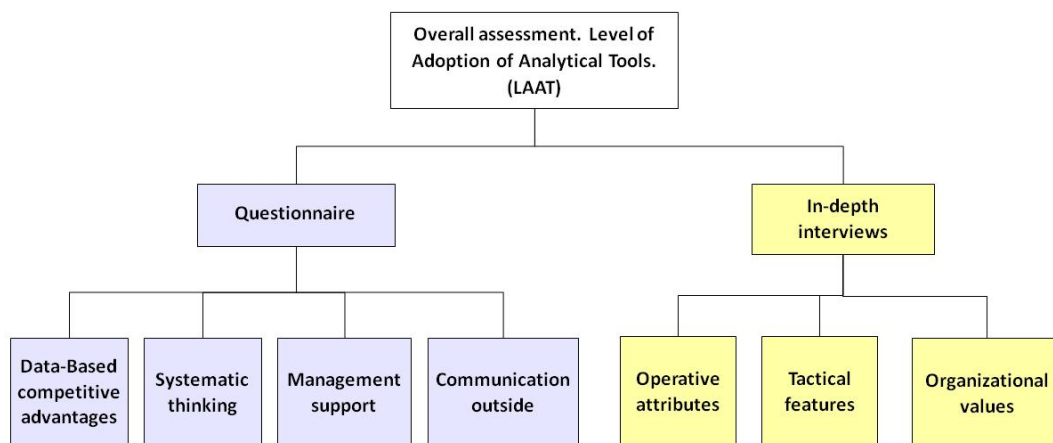 Overall assessment. Level of
Adoption of Analytical Tools.
(LAAT)
Questionnaire
In-depth
interviews
Data-Based
competitive
advantages
Systematic
thinking
Management
support
Communication
outside
Operative
attributes
Tactical
features
Organizational
values